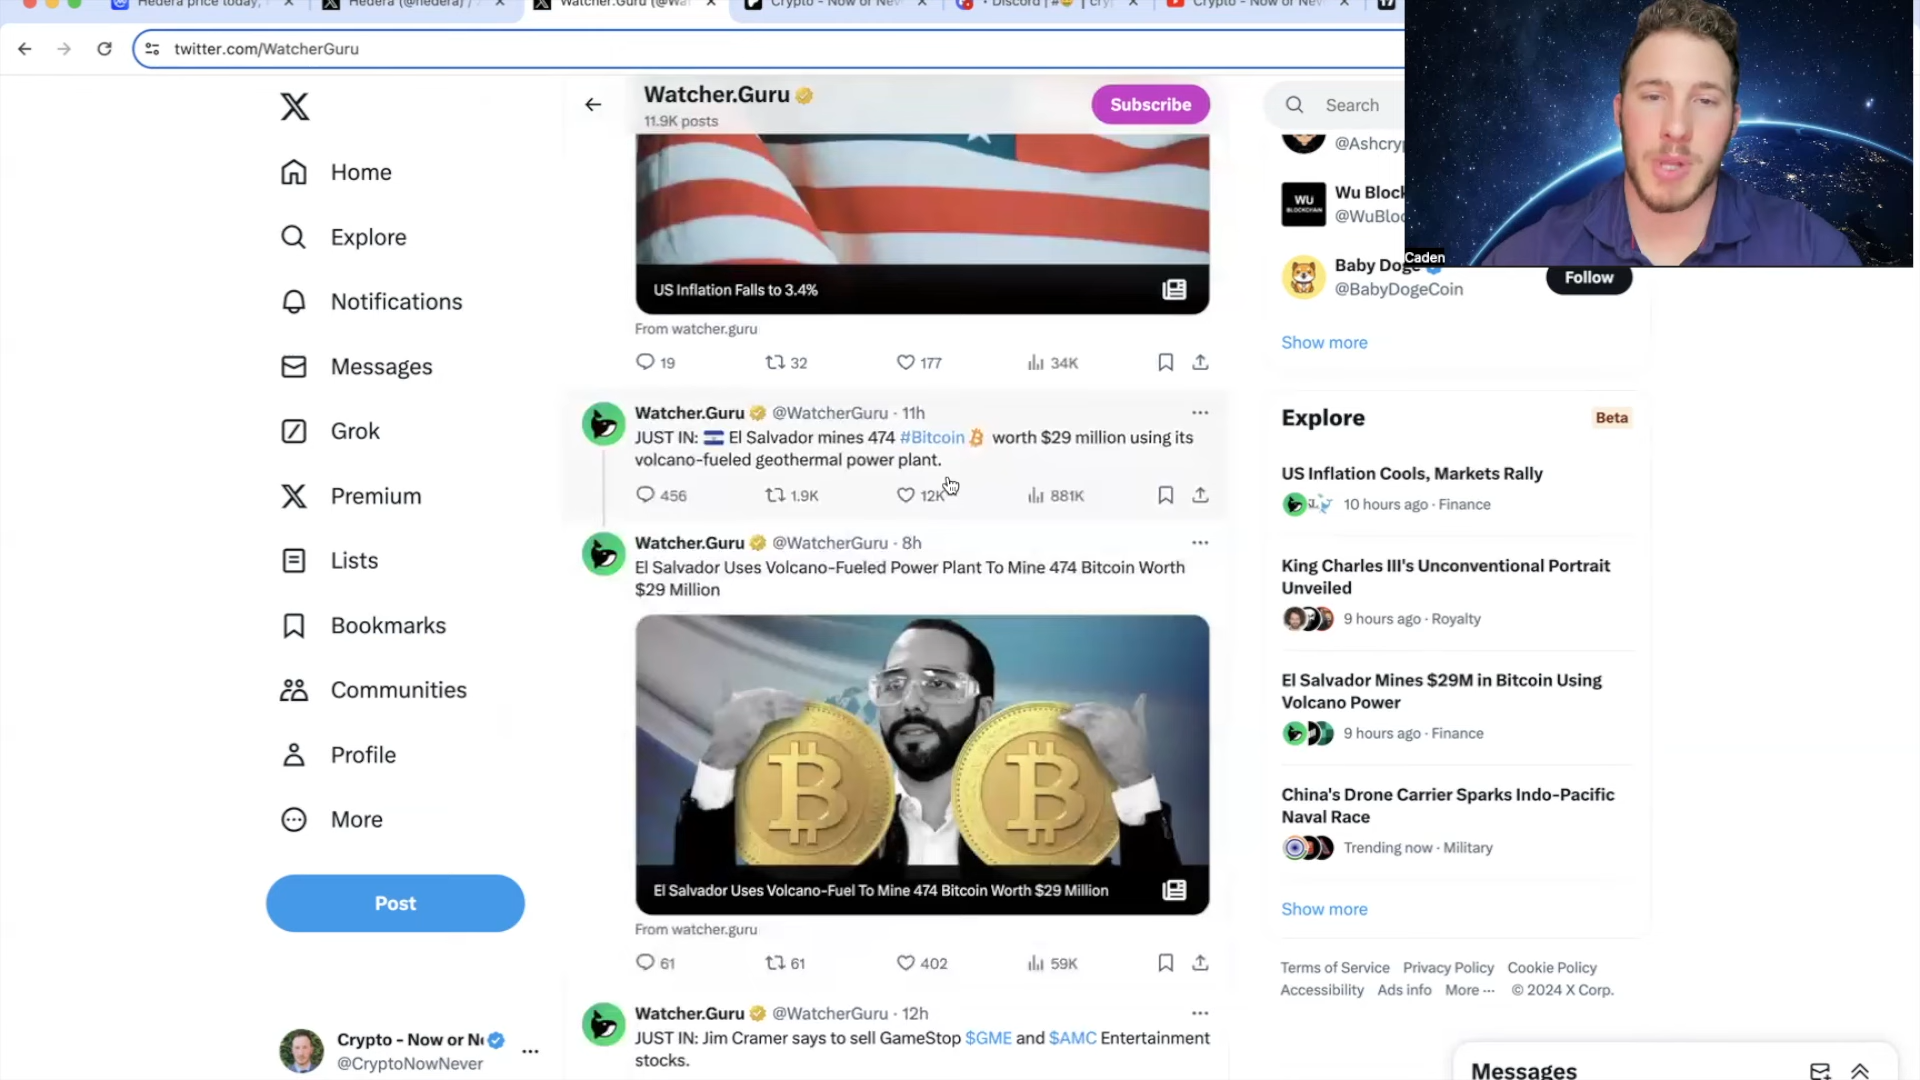 Hedera price today,
Hedera (@hedera) /
Watcher.Guru (@Wat
Crypto - Now or Nev
Discord | #
Crypto - Now or Nev
twitter.com/WatcherGuru
Home
Explore
Notifications
Messages
Grok
Premium
Lists
Bookmarks
Communities
Profile
More
Post
Crypto - Now or Ne
@CryptoNowNever
Watcher.Guru
11.9K posts
Subscribe
US Inflation Falls to 3.4%
From watcher.guru
19 32 177 34K
Watcher.Guru @WatcherGuru · 11h
JUST IN: El Salvador mines 474 #Bitcoin worth $29 million using its
volcano-fueled geothermal power plant.
456 1.9K 12K 881K
Watcher.Guru @WatcherGuru · 8h
El Salvador Uses Volcano-Fueled Power Plant To Mine 474 Bitcoin Worth
$29 Million
El Salvador Uses Volcano-Fuel To Mine 474 Bitcoin Worth $29 Million
From watcher.guru
61 61 402 59K
Watcher.Guru @WatcherGuru · 12h
JUST IN: Jim Cramer says to sell GameStop $GME and $AMC Entertainment
stocks.
Search
@Ashcryp
WU
BLOCKCHAIN
Wu Block
@WuBloc
Baby Doge
@BabyDogeCoin
Follow
Show more
Caden
Explore
Beta
US Inflation Cools, Markets Rally
10 hours ago · Finance
King Charles III's Unconventional Portrait
Unveiled
9 hours ago · Royalty
El Salvador Mines $29M in Bitcoin Using
Volcano Power
9 hours ago · Finance
China's Drone Carrier Sparks Indo-Pacific
Naval Race
Trending now · Military
Show more
Terms of Service Privacy Policy Cookie Policy
Accessibility Ads info More ··· © 2024 X Corp.
Messages